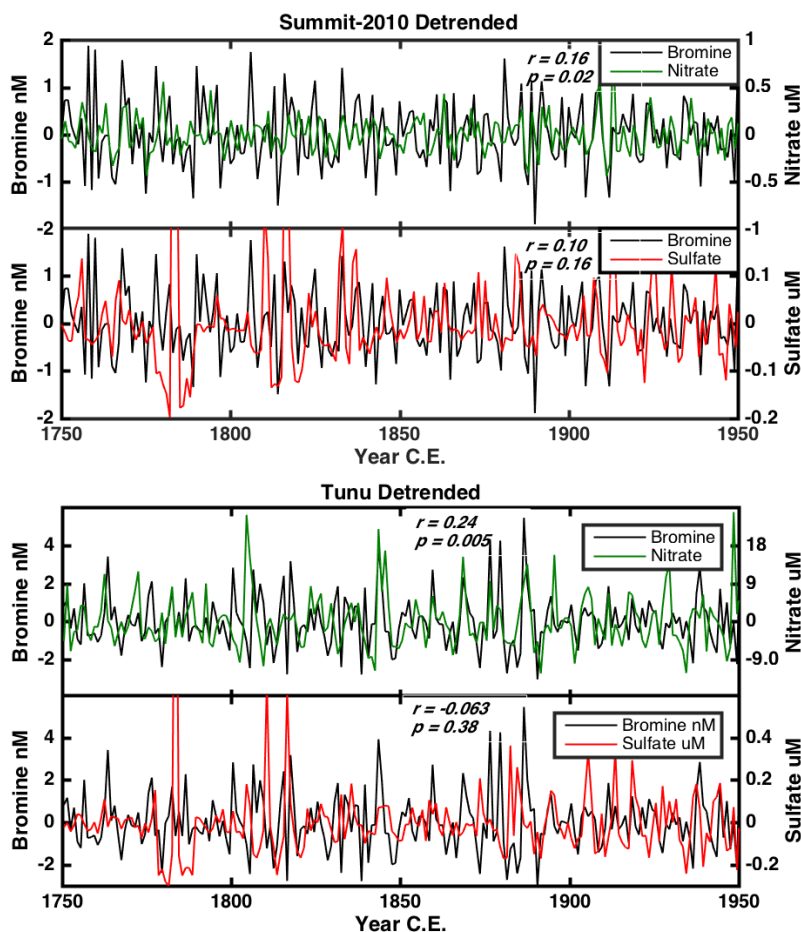 Summit-2010 Detrended
2
1
0
-1
-2
Bromine nM
1
0.5
0
-0.5
-1
Nitrate uM
r = 0.16
p = 0.02
Bromine
Nitrate
1
0
-1
-2
Bromine nM
0.1
0
-0.1
-0.2
Sulfate uM
r = 0.10
p = 0.16
Bromine
Sulfate
1750 1800 1850 1900 1950
Year C.E.
Tunu Detrended
4
2
0
-2
Bromine nM
18
9
0
-9.0
Nitrate uM
r = 0.24
p = 0.005
Bromine
Nitrate
4
2
0
-2
Bromine nM
0.4
0.2
0
-0.2
Sulfate uM
r = -0.063
p = 0.38
Bromine nM
Sulfate uM
1750 1800 1850 1900 1950
Year C.E.